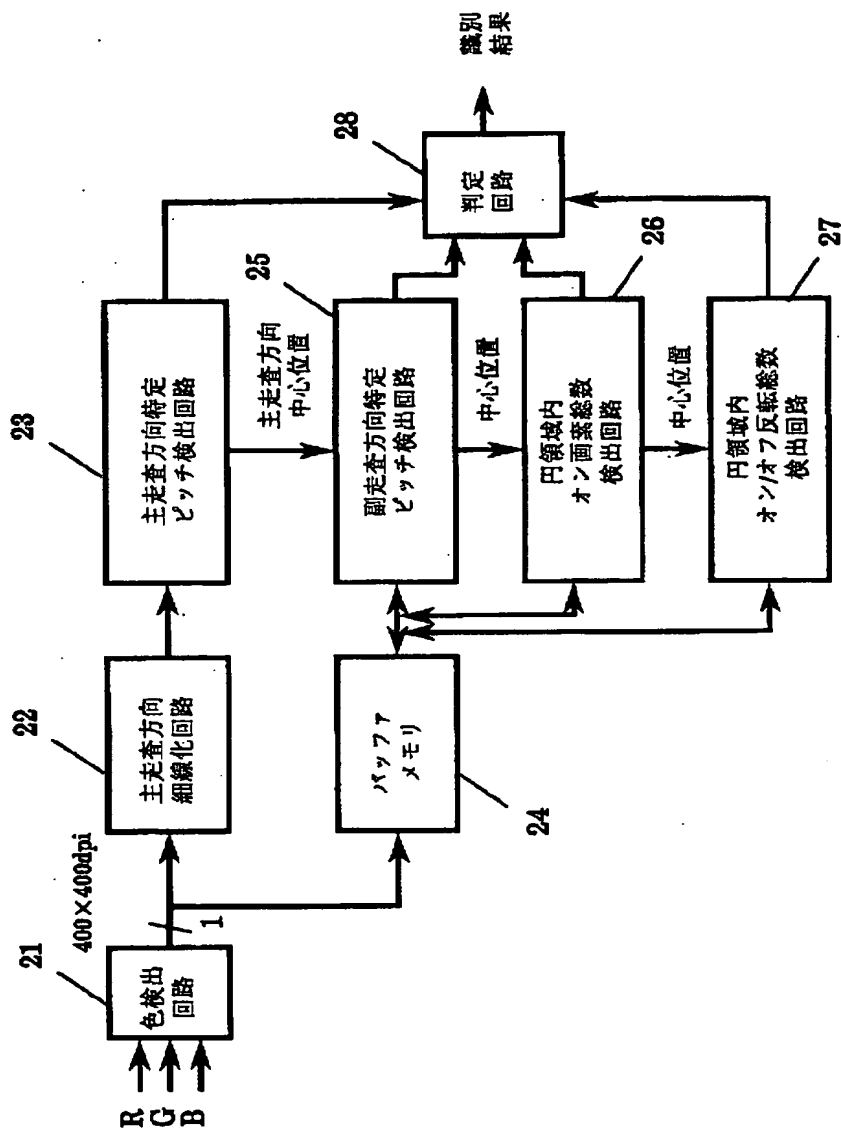 R
G
B
21
色検出
回路
400×400dpi
1
22
主走査方向
細線化回路
23
主走査方向特定
ピッチ検出回路
主走査方向
中心位置
24
バッファ
メモリ
25
副走査方向特定
ピッチ検出回路
中心位置
26
円領域内
オン画素総数
検出回路
中心位置
27
円領域内
オン/オフ反転総数
検出回路
28
判定
回路
識別
結果